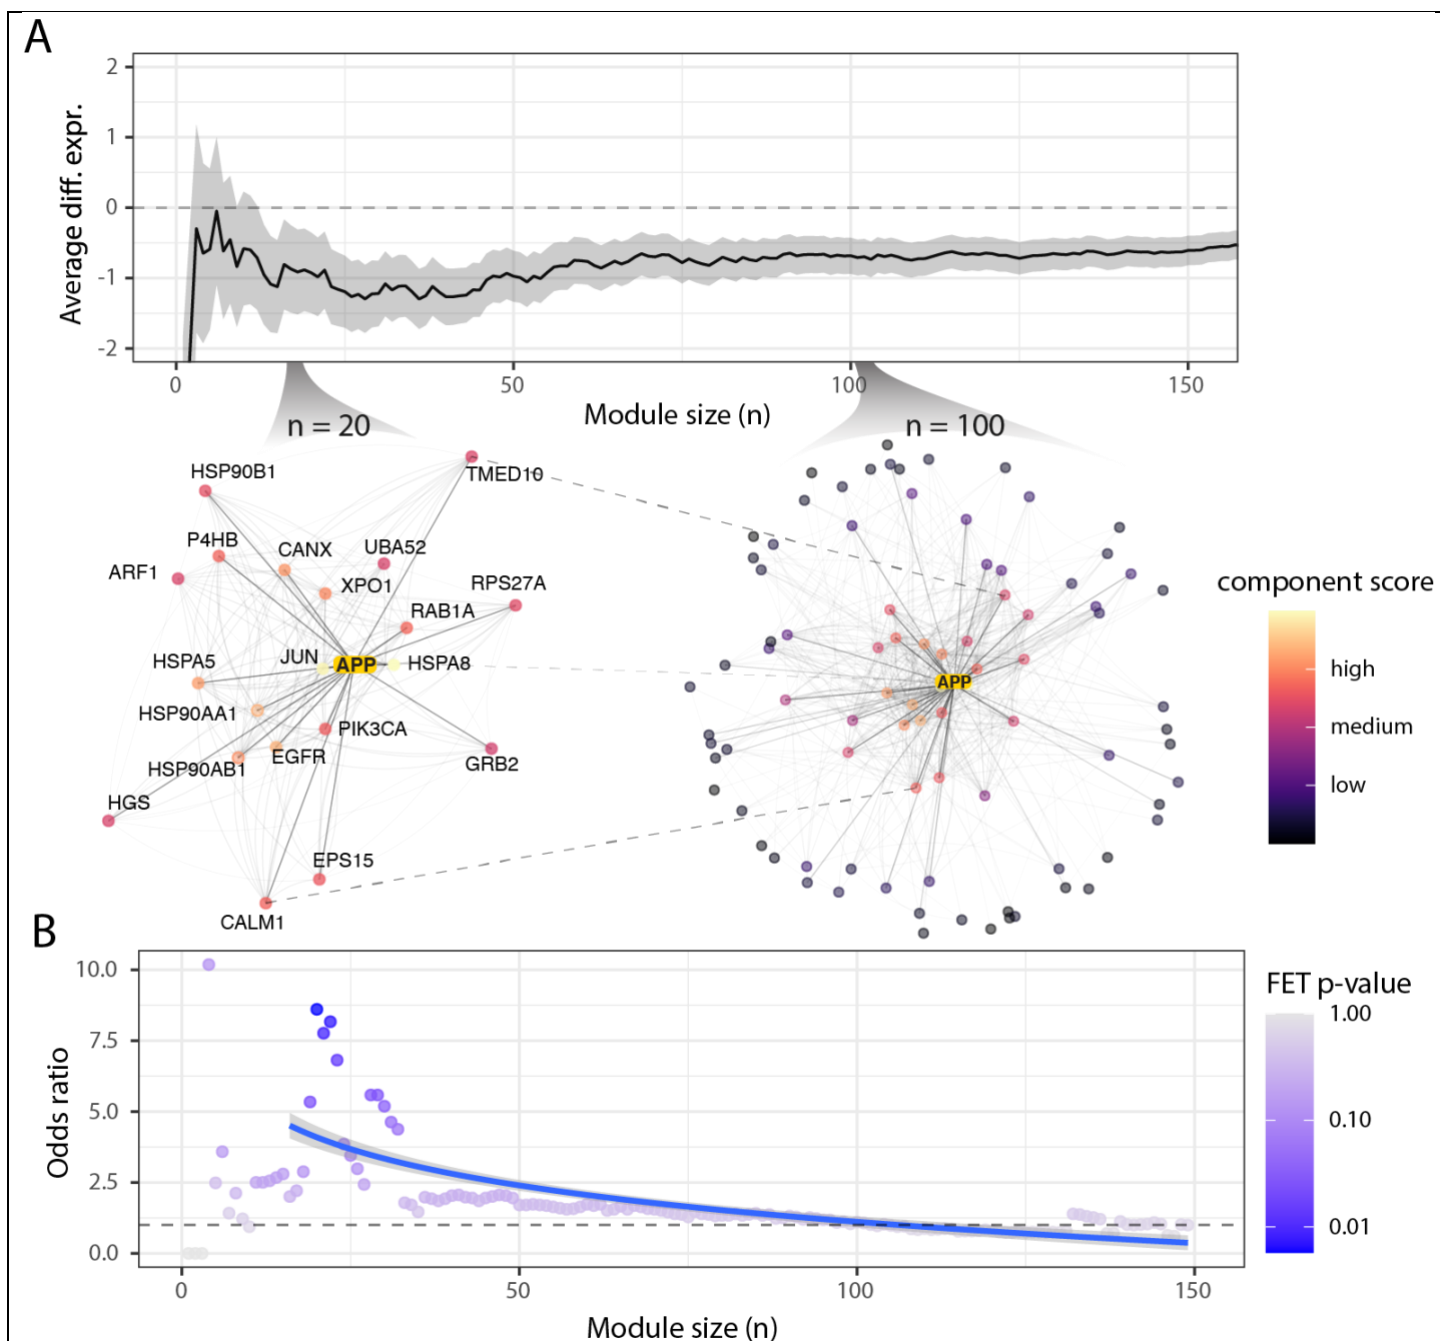 A
2
1
0
-1
-2
Average diff. expr.
0
50
100
150
Module size (n)
n = 20
n = 100
HSP90B1
TMED10
P4HB
CANX
UBA52
ARF1
XPO1
RPS27A
RAB1A
HSPA5
JUN
APP
HSPA8
HSP90AA1
PIK3CA
HSP90AB1
EGFR
GRB2
HGS
EPS15
CALM1
APP
component score
high
medium
low
B
10.0
7.5
5.0
2.5
0.0
Odds ratio
0
50
100
150
Module size (n)
FET p-value
1.00
0.10
0.01